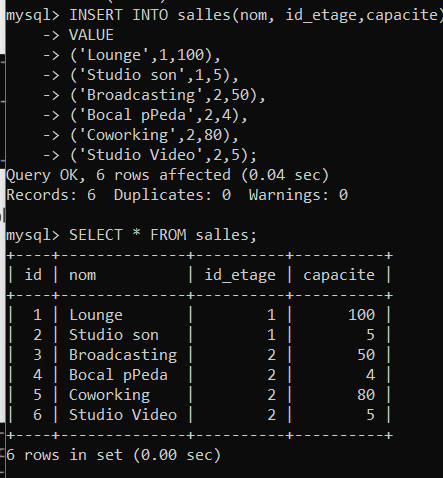 mysql> INSERT INTO salles(nom, id_etage,capacite)
    -> VALUE
    -> ('Lounge',1,100),
    -> ('Studio son',1,5),
    -> ('Broadcasting',2,50),
    -> ('Bocal pPeda',2,4),
    -> ('Coworking',2,80),
    -> ('Studio Video',2,5);
Query OK, 6 rows affected (0.04 sec)
Records: 6  Duplicates: 0  Warnings: 0

mysql> SELECT * FROM salles;
+----+--------------+----------+----------+
| id | nom          | id_etage | capacite |
+----+--------------+----------+----------+
|  1 | Lounge       |        1 |      100 |
|  2 | Studio son   |        1 |        5 |
|  3 | Broadcasting |        2 |       50 |
|  4 | Bocal pPeda  |        2 |        4 |
|  5 | Coworking    |        2 |       80 |
|  6 | Studio Video |        2 |        5 |
+----+--------------+----------+----------+
6 rows in set (0.00 sec)